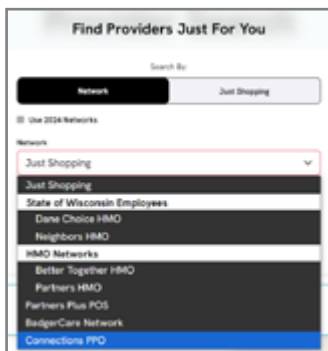 Find Providers Just For You
Search By:
Network
Just Shopping
Use 2024 Networks
Network
Just Shopping
Just Shopping
State of Wisconsin Employees
Dane Choice HMO
Neighbors HMO
HMO Networks
Better Together HMO
Partners HMO
Partners Plus POS
BadgerCare Network
Connections PPO